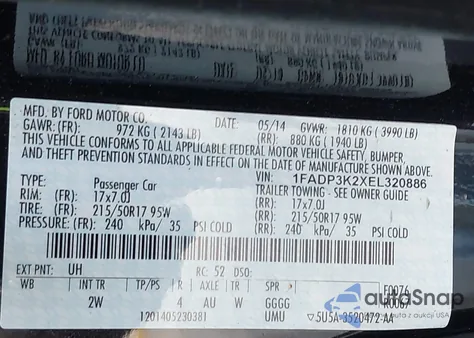 MFD. BY FORD MOTOR CO.
DATE: 05/14 GVWR: 1810 KG ( 3990 LB)
GAWR: (FR): 972 KG ( 2143 LB) (RR): 880 KG ( 1940 LB)
THIS VEHICLE CONFORMS TO ALL APPLICABLE FEDERAL MOTOR VEHICLE SAFETY, BUMPER,
AND THEFT PREVENTION STANDARDS IN EFFECT ON THE DATE OF MANUFACTURE SHOWN ABOVE.
VIN: 1FADP3K2XEL320886
TYPE: Passenger Car TRAILER TOWING - SEE OWNER GUIDE
RIM: (FR) 17x7.0J (RR) 17x7.0J
TIRE: (FR) 215/50R17 95W (RR) 215/50R17 95W
PRESSURE: (FR) 240 kPa/ 35 PSI COLD (RR) 240 kPa/ 35 PSI COLD
EXT PNT: UH RC: 52 DSO:
WB INT TR TP/PS R AXLE TR SPR F0076
2W 4 AU W GGGG R0087
1201405230381 UMU ▽5U5A-3520472-AA
autoSnap